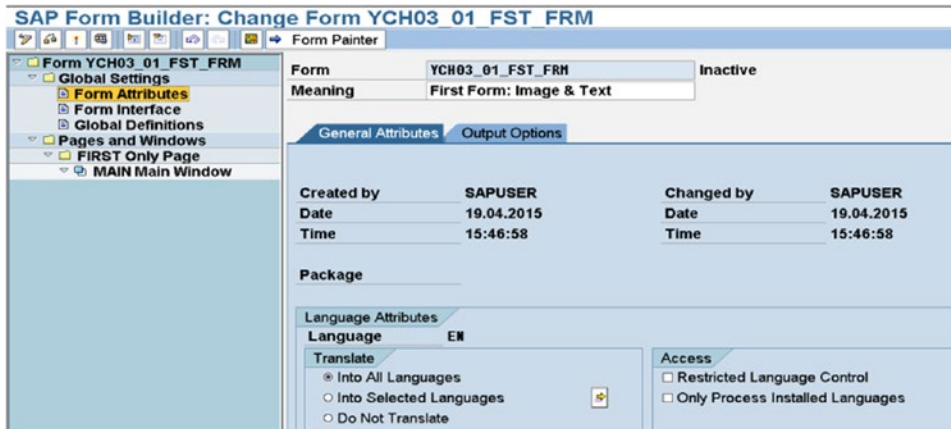 SAP Form Builder: Change Form YCH03_01_FST_FRM
Form Painter
Form YCH03_01_FST_FRM
Global Settings
Form Attributes
Form Interface
Global Definitions
Pages and Windows
FIRST Only Page
MAIN Main Window
Form YCH03_01_FST_FRM Inactive
Meaning First Form: Image & Text
General Attributes Output Options
Created by SAPUSER Changed by SAPUSER
Date 19.04.2015 Date 19.04.2015
Time 15:46:58 Time 15:46:58
Package
Language Attributes
Language EN
Translate Access
Into All Languages Restricted Language Control
Into Selected Languages Only Process Installed Languages
Do Not Translate